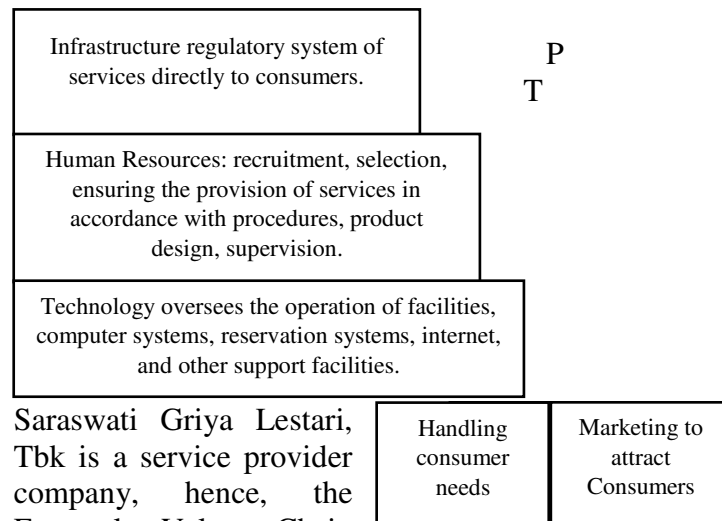 Infrastructure regulatory system of
services directly to consumers.
P
T
Human Resources: recruitment, selection,
ensuring the provision of services in
accordance with procedures, product
design, supervision.
Technology oversees the operation of facilities,
computer systems, reservation systems, internet,
and other support facilities.
Saraswati Griya Lestari,
Tbk is a service provider
company, hence, the
Handling
consumer
needs
Marketing to
attract
Consumers